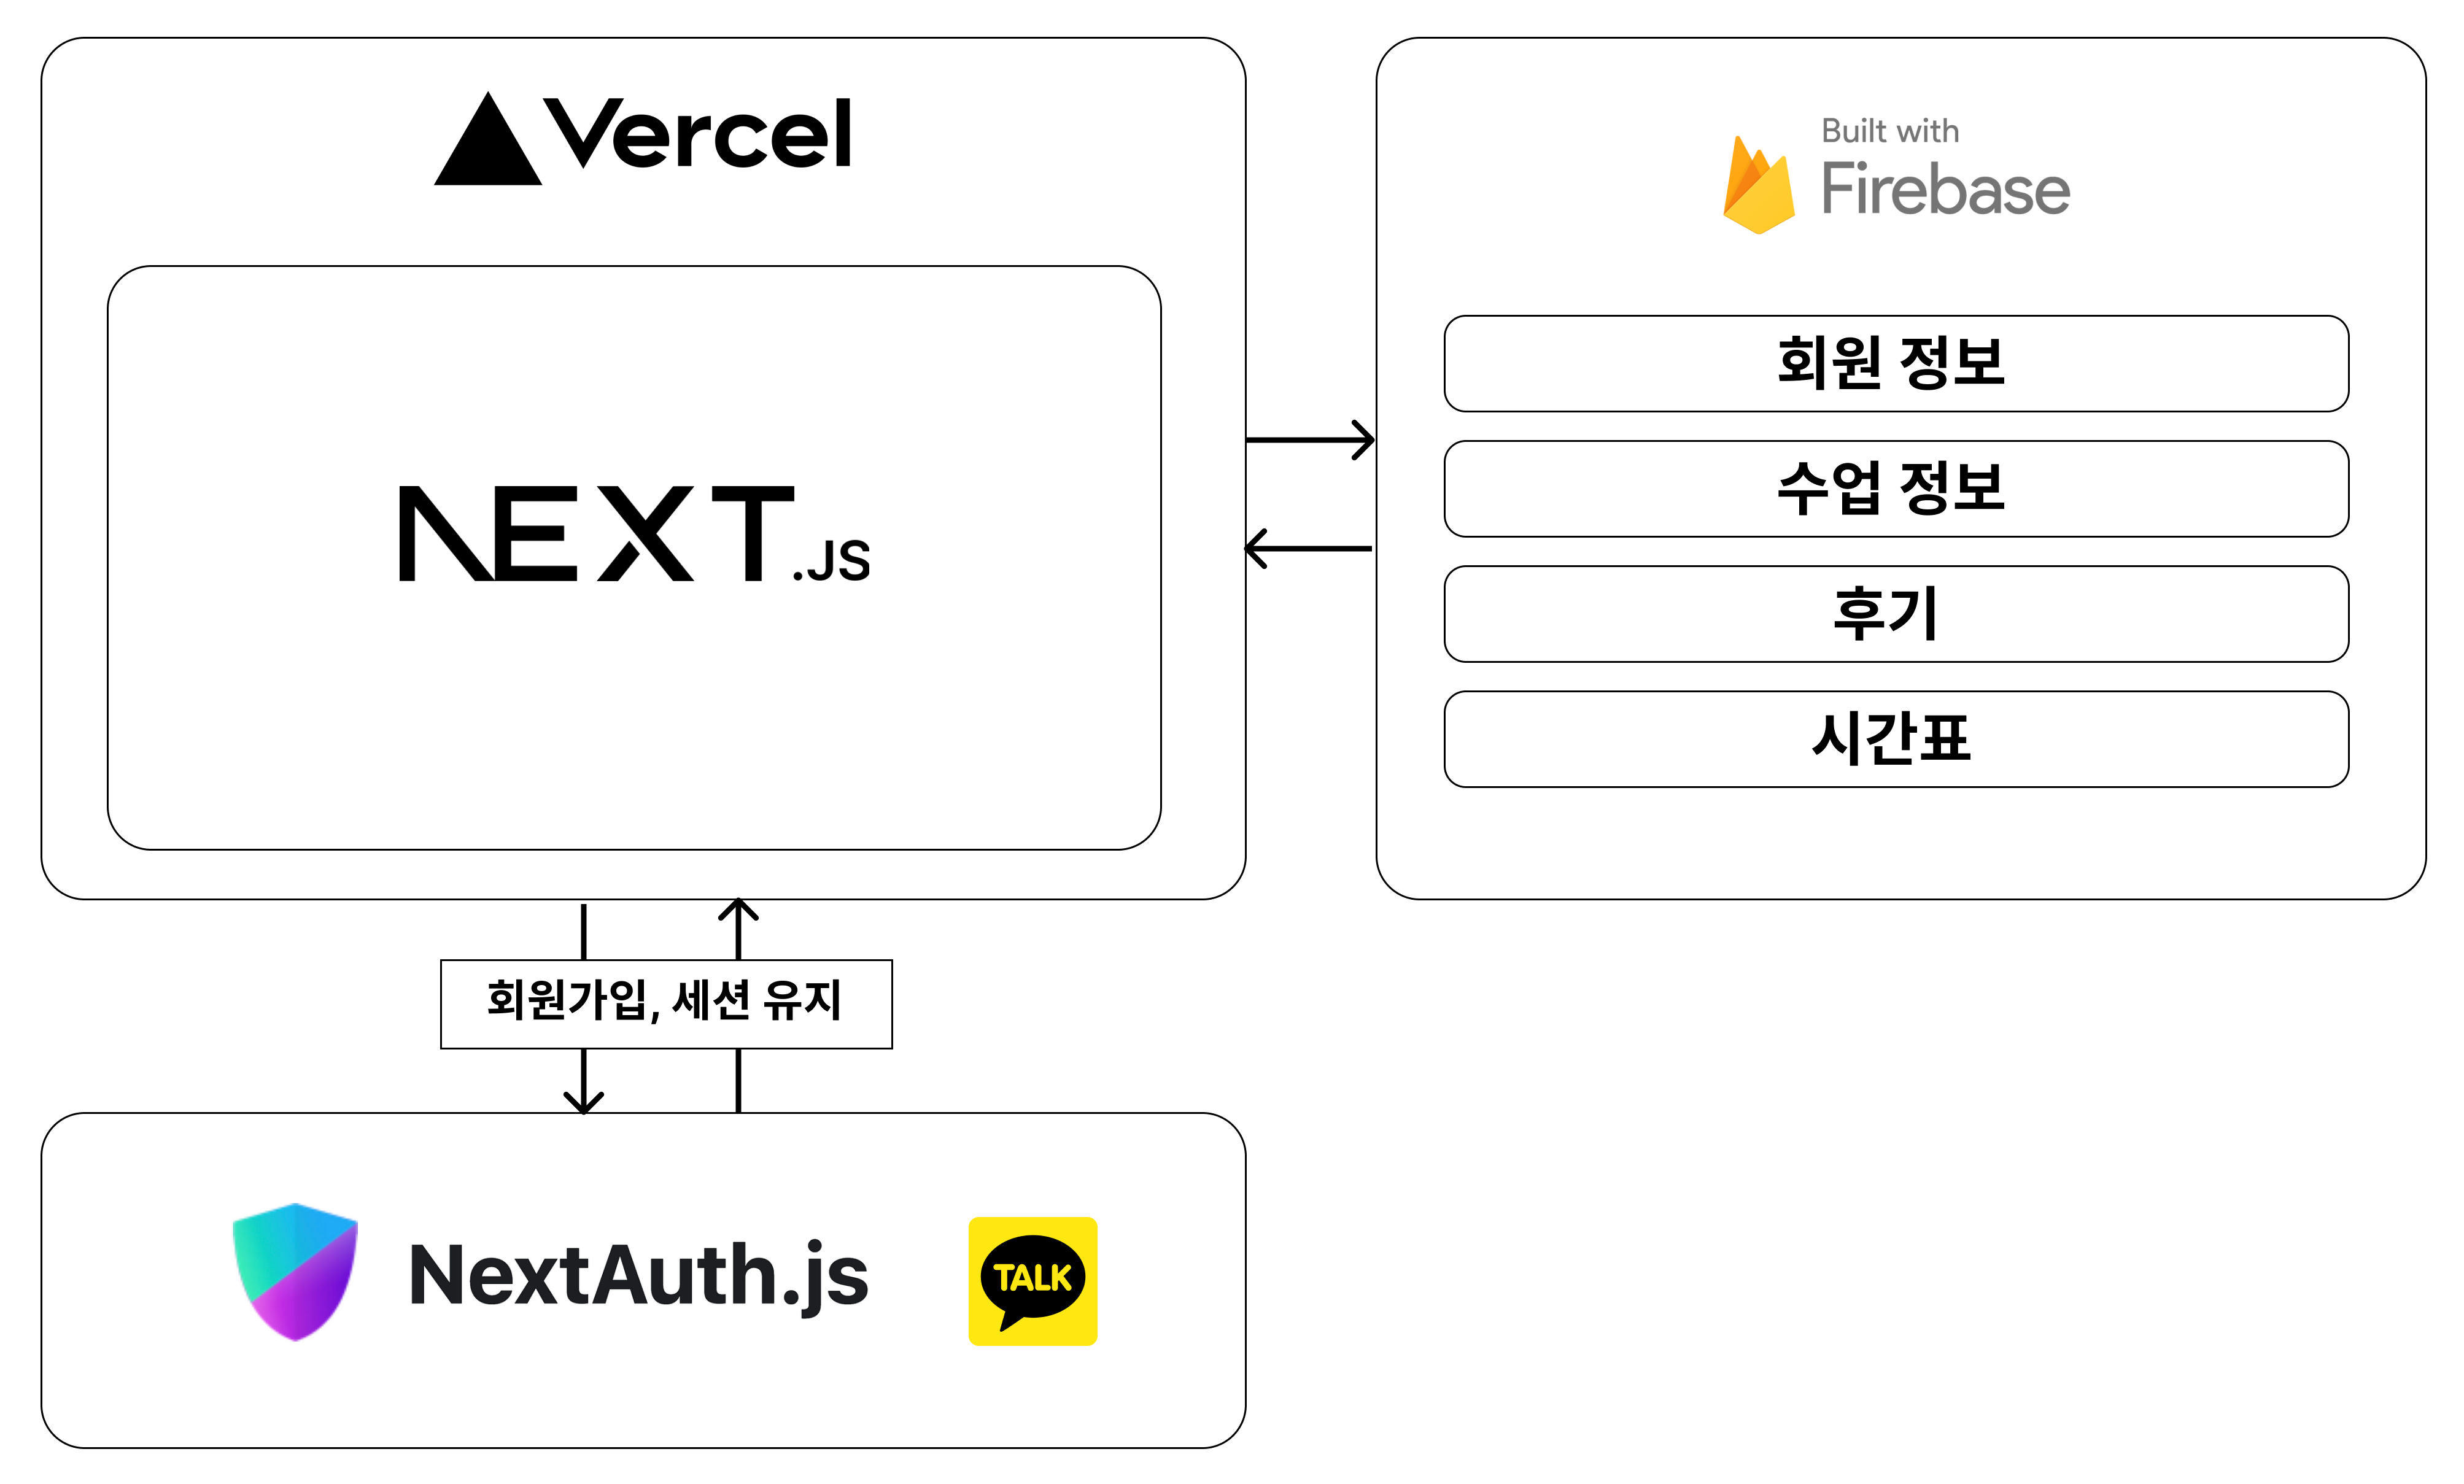 Vercel
NEXT.JS
Built with
Firebase
회원 정보
수업 정보
후기
시간표
회원가입, 세션 유지
NextAuth.js
TALK